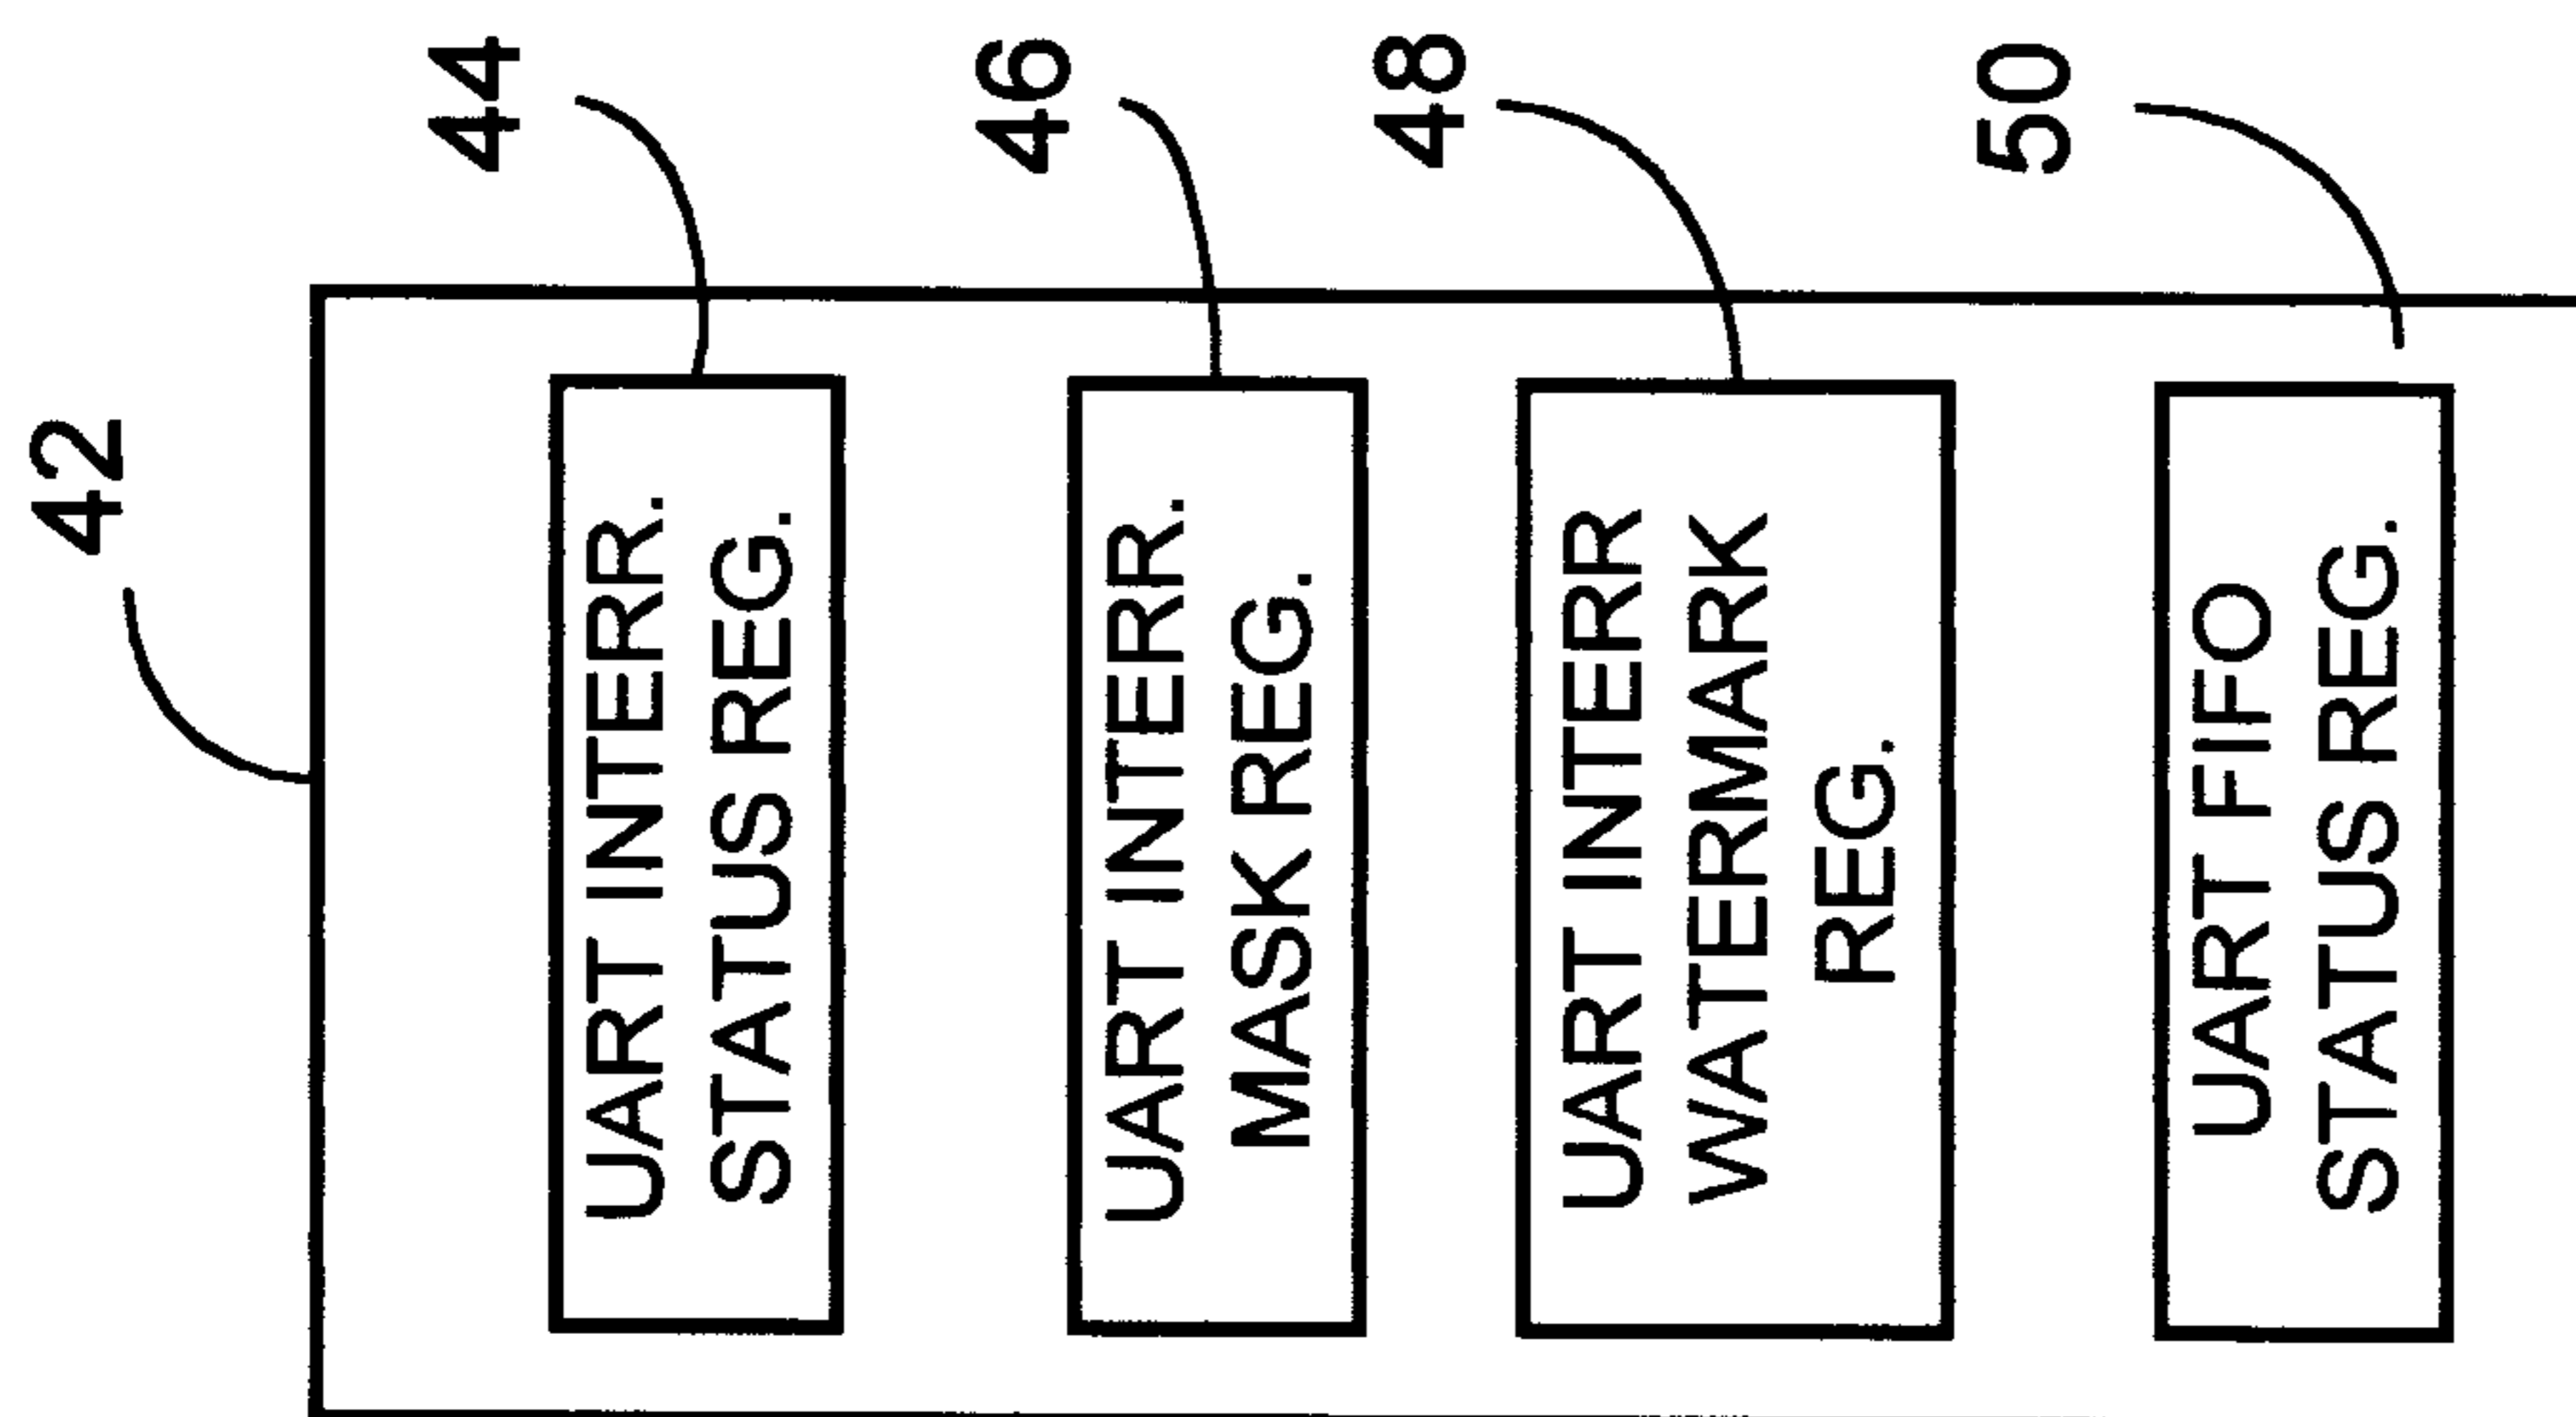 42
44
UART INTERR.
STATUS REG.
46
UART INTERR.
MASK REG.
48
UART INTERR
WATERMARK
REG.
50
UART FIFO
STATUS REG.